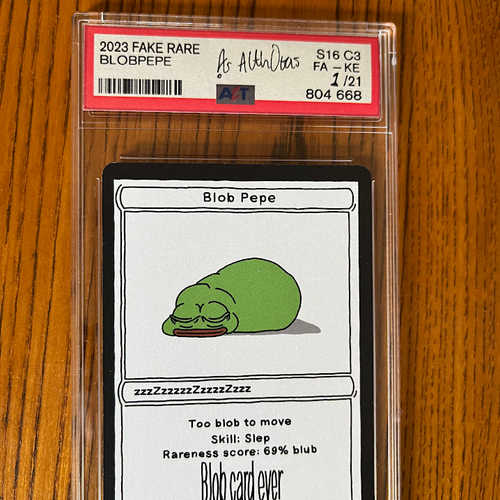 2023 FAKE RARE
BLOBPEPE
S16 C3
FA – KE
1/21
804 668
Blob Pepe
zzzZzzzzzZzzzzZzzz
Too blob to move
Skill: Slep
Rareness score: 69% blub
Blob card ever